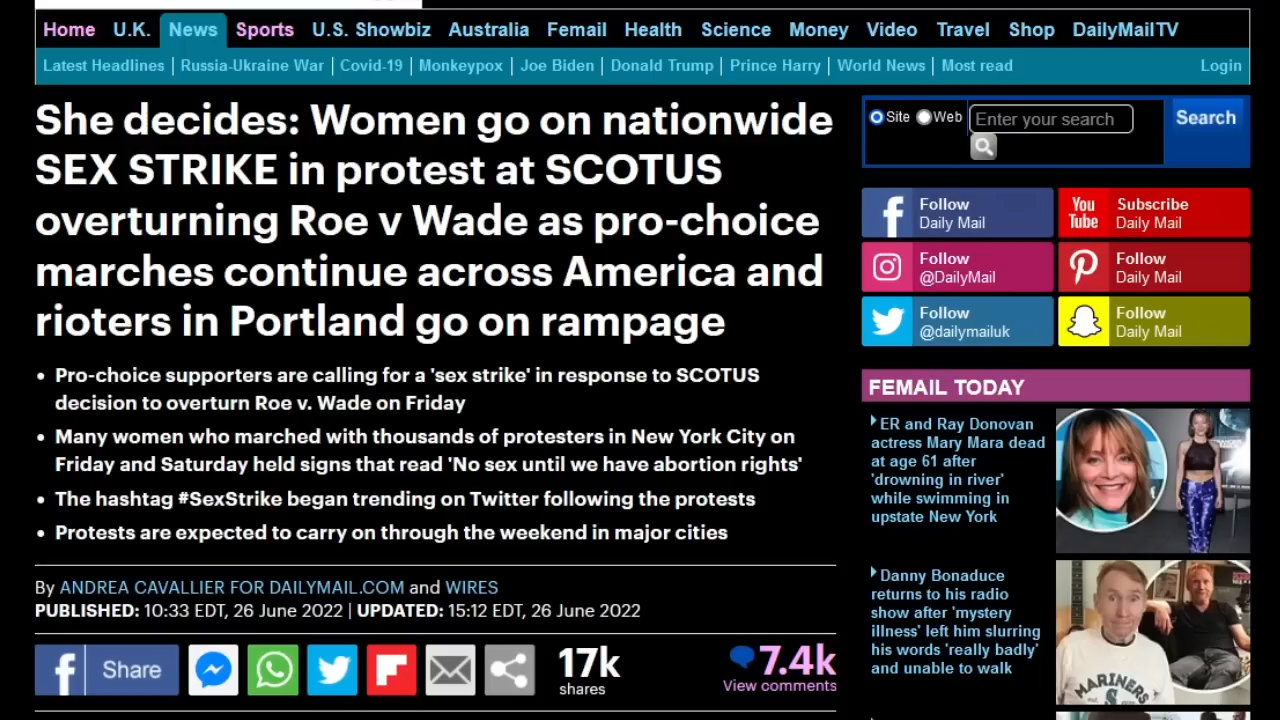 Home U.K. News Sports U.S. Showbiz Australia Femail Health Science Money Video Travel Shop DailyMailTV
Latest Headlines | Russia-Ukraine War | Covid-19 | Monkeypox | Joe Biden | Donald Trump | Prince Harry | World News | Most read Login
She decides: Women go on nationwide
SEX STRIKE in protest at SCOTUS
overturning Roe v Wade as pro-choice
marches continue across America and
rioters in Portland go on rampage
• Pro-choice supporters are calling for a 'sex strike' in response to SCOTUS
decision to overturn Roe v. Wade on Friday
• Many women who marched with thousands of protesters in New York City on
Friday and Saturday held signs that read 'No sex until we have abortion rights'
• The hashtag #SexStrike began trending on Twitter following the protests
• Protests are expected to carry on through the weekend in major cities
By ANDREA CAVALLIER FOR DAILYMAIL.COM and WIRES
PUBLISHED: 10:33 EDT, 26 June 2022 | UPDATED: 15:12 EDT, 26 June 2022
Share
17k
shares
7.4k
View comments
Site Web Enter your search Search
Follow
Daily Mail
You
Tube
Subscribe
Daily Mail
Follow
@DailyMail
Follow
Daily Mail
Follow
@dailymailuk
Follow
Daily Mail
FEMAIL TODAY
ER and Ray Donovan
actress Mary Mara dead
at age 61 after
'drowning in river'
while swimming in
upstate New York
Danny Bonaduce
returns to his radio
show after 'mystery
illness' left him slurring
his words 'really badly'
and unable to walk
MARINERS